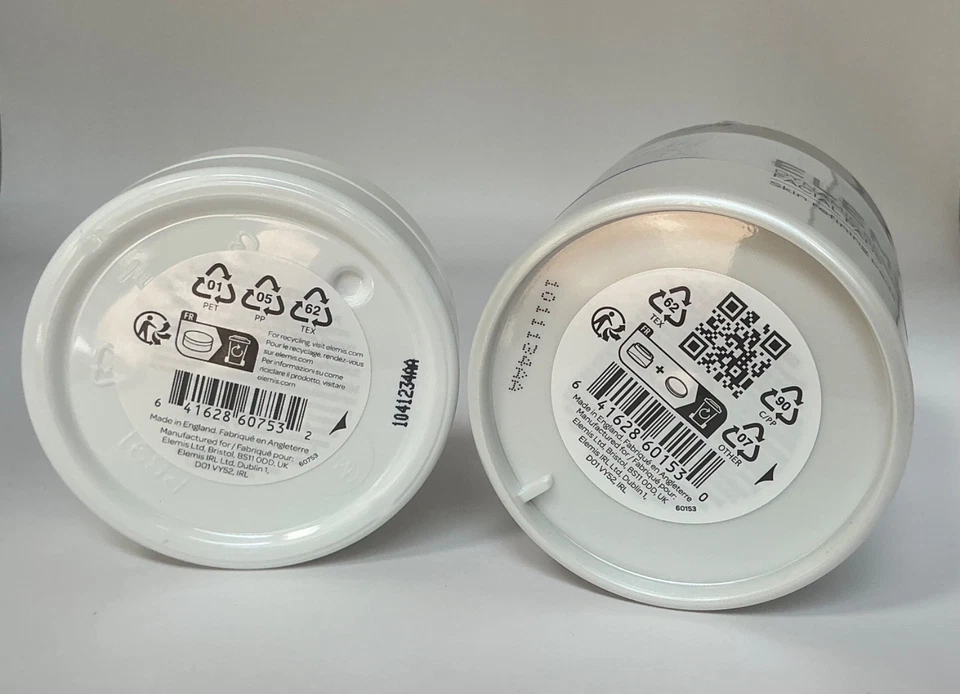 01
PET
05
PP
62
TEX
FR
For recycling, visit elemis.com
Pour le recyclage, rendez-vous
sur elemis.com
Per informazioni su come
riciclare il prodotto, visitare
elemis.com
6 41628 60753 2
Made in England. Fabriqué en Angleterre
Manufactured for / Fabriqué pour:
Elemis Ltd, Bristol, BS11 0DD, UK
Elemis IRL Ltd, Dublin 1,
D01 VY52, IRL
60753
1041234AA
Skin refining
62
TEX
FR
90
C/PP
07
OTHER
6 41628 60153 0
Made in England. Fabriqué en Angleterre
Manufactured for / Fabriqué pour:
Elemis Ltd, Bristol, BS11 0DD, UK
Elemis IRL Ltd, Dublin 1,
D01 VY52, IRL
60153